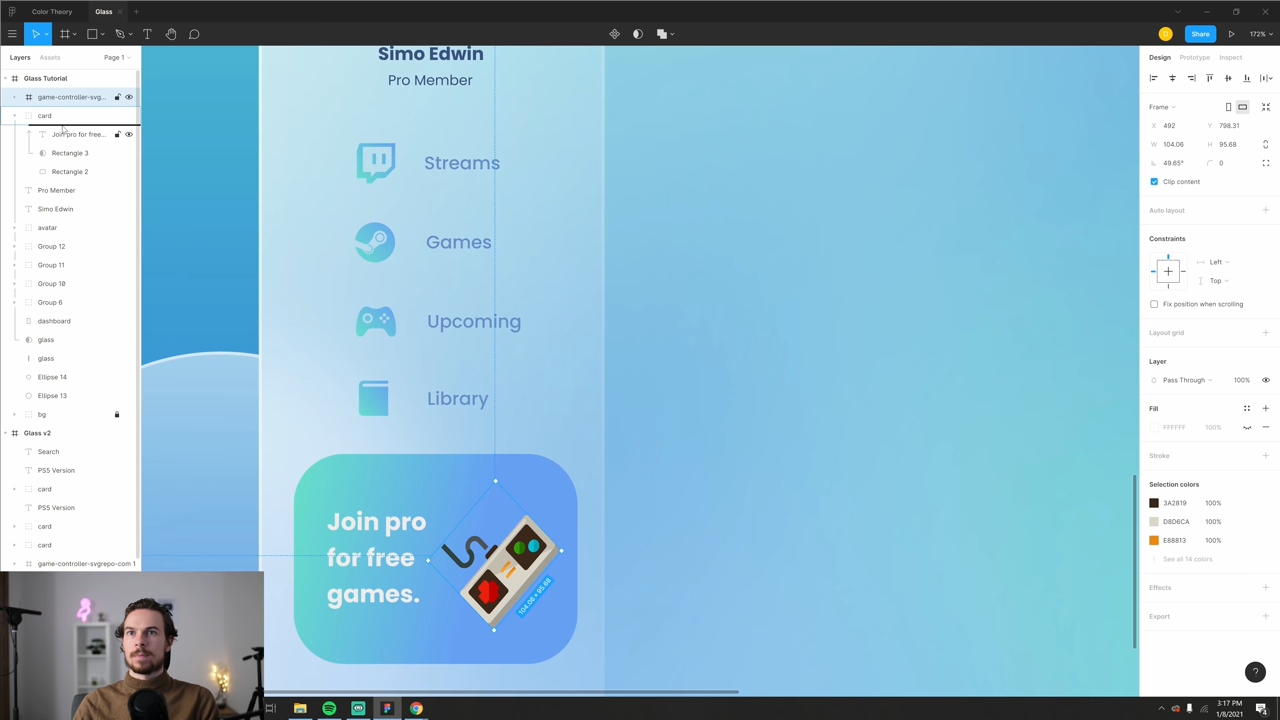 Color Theory
Glass
Share
172%
Layers
Assets
Page 1
Design
Prototype
Inspect
Glass Tutorial
game-controller-svg...
card
Join pro for free...
Rectangle 3
Rectangle 2
Pro Member
Simo Edwin
avatar
Group 12
Group 11
Group 10
Group 6
dashboard
glass
glass
Ellipse 14
Ellipse 13
bg
Glass v2
Search
PS5 Version
card
PS5 Version
card
card
game-controller-svgrepo-com 1
Simo Edwin
Pro Member
Streams
Games
Upcoming
Library
Join pro
for free
games.
104.06 × 95.68
Frame
X 492 Y 798.31
W 104.06 H 95.68
49.65° 0
Clip content
Auto layout
Constraints
Left
Top
Fix position when scrolling
Layout grid
Layer
Pass Through 100%
Fill
FFFFFF 100%
Stroke
Selection colors
3A2819 100%
D8D6CA 100%
E88813 100%
See all 14 colors
Effects
Export
?
3:17 PM
1/8/2021
4